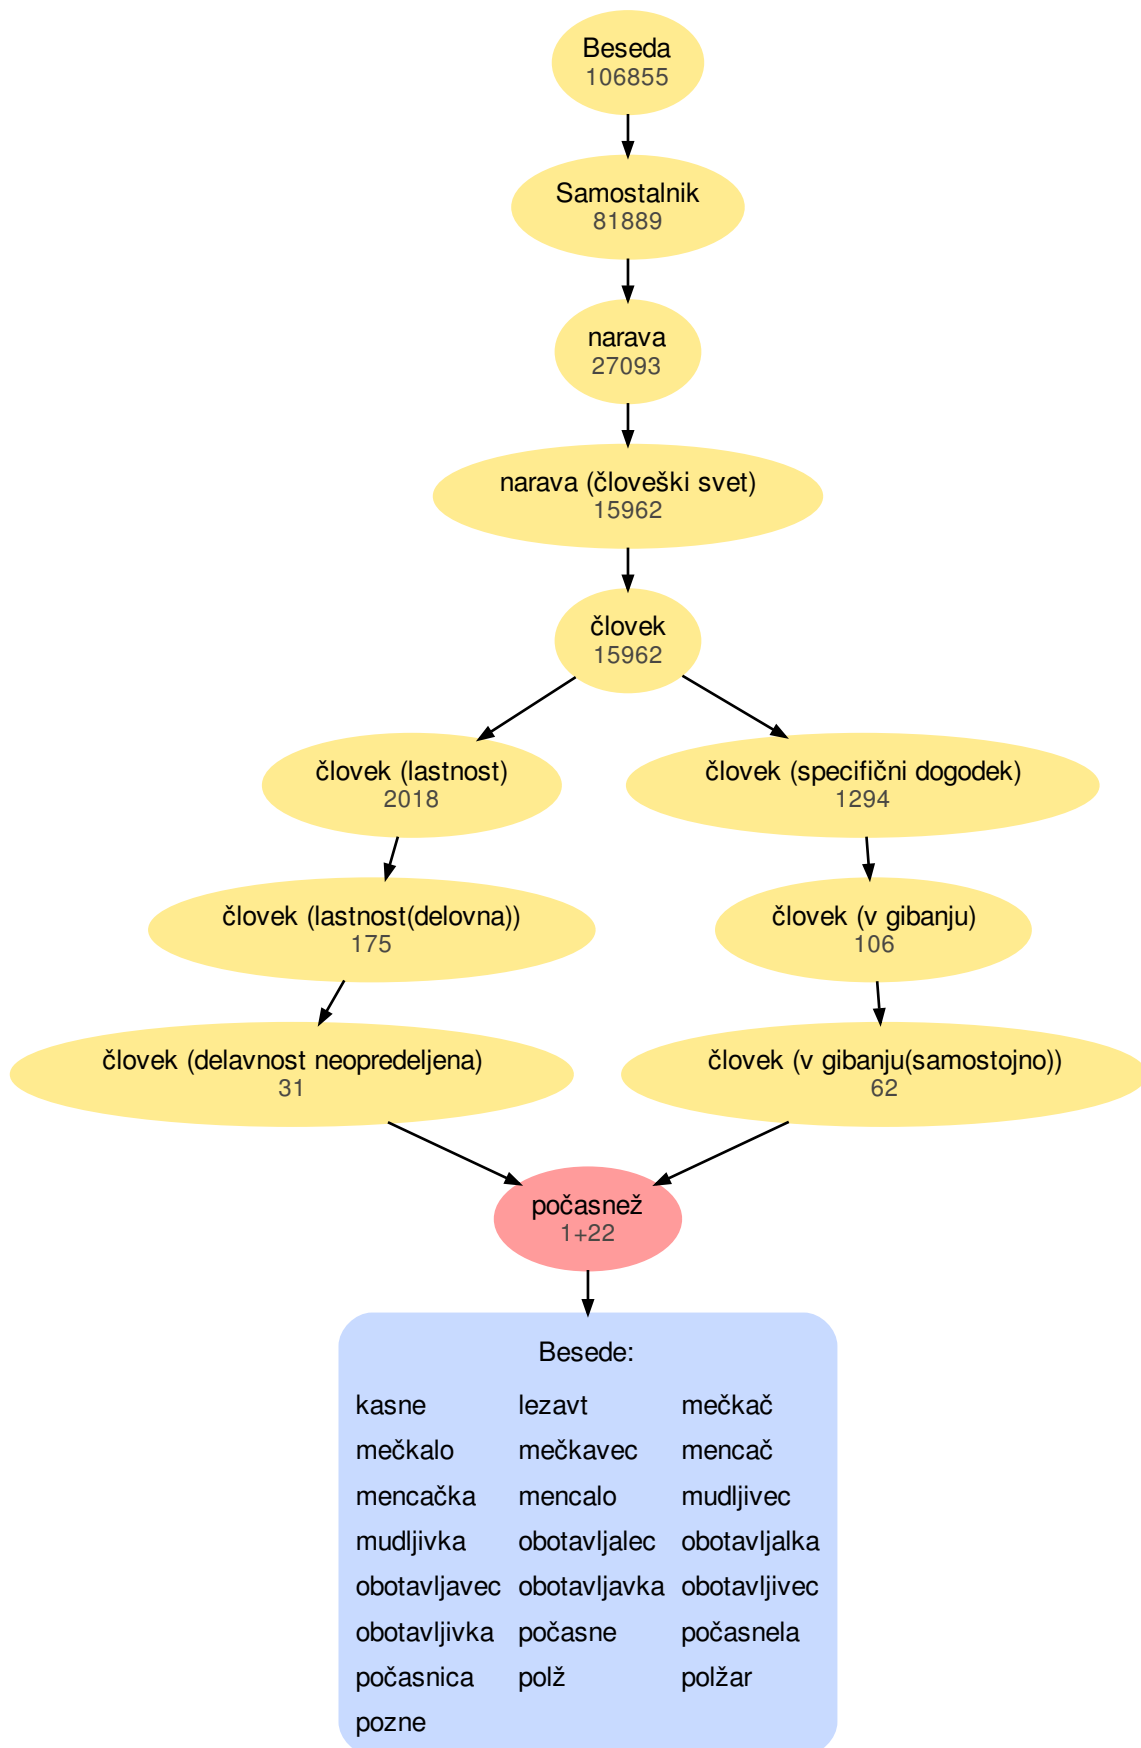 Beseda
106855
Samostalnik
81889
narava
27093
narava (človeški svet)
15962
človek
15962
človek (lastnost)
2018
človek (specifični dogodek)
1294
človek (lastnost(delovna))
175
človek (v gibanju)
106
človek (delavnost neopredeljena)
31
človek (v gibanju(samostojno))
62
počasnež
1+22
Besede:
kasne lezavt mečkač
mečkalo mečkavec mencač
mencačka mencalo mudljivec
mudljivka obotavljalec obotavljalka
obotavljavec obotavljavka obotavljivec
obotavljivka počasne počasnela
počasnica polž polžar
pozne